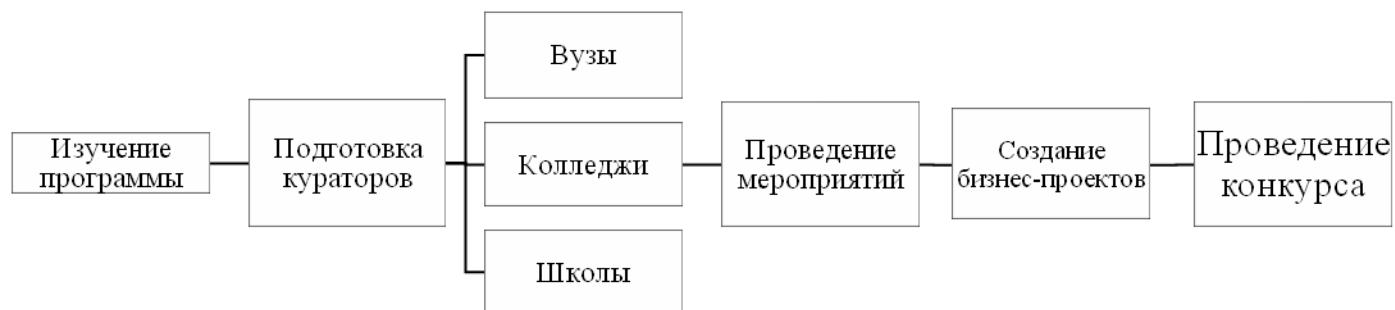 Изучение
программы
Подготовка
кураторов
Вузы
Колледжи
Школы
Проведение
мероприятий
Создание
бизнес-проектов
Проведение
конкурса